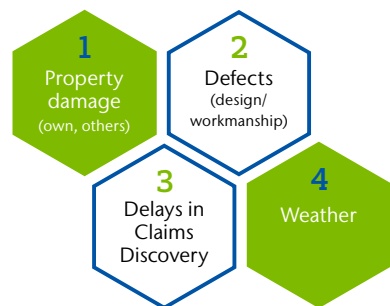 1
Property
damage
(own, others)
2
Defects
(design/
workmanship)
3
Delays in
Claims
Discovery
4
Weather